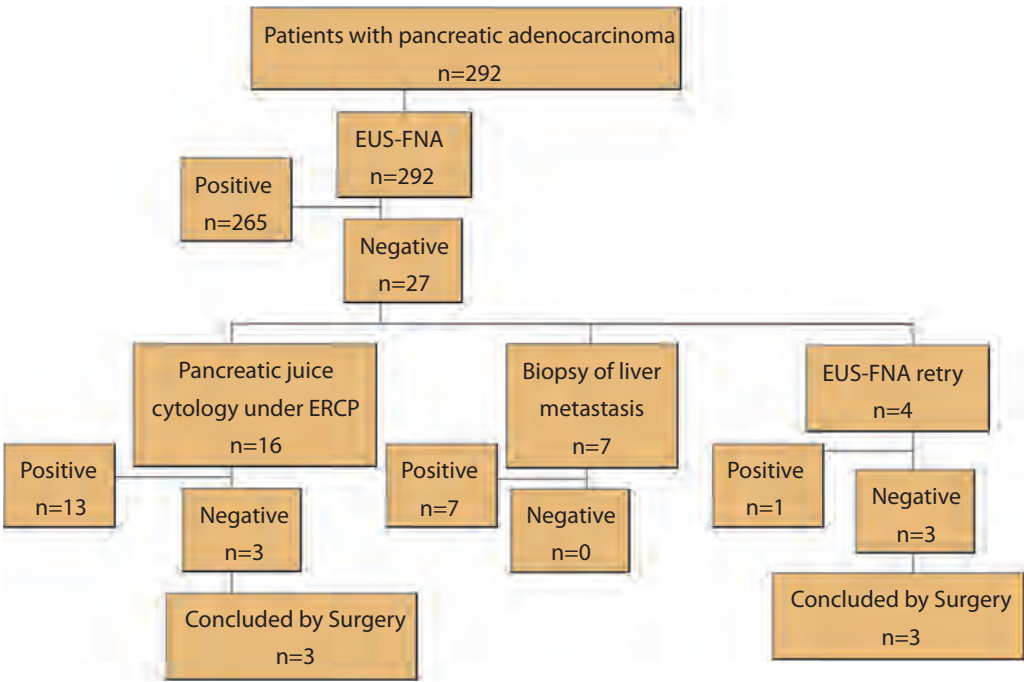 Patients with pancreatic adenocarcinoma
n=292
EUS-FNA
n=292
Positive
n=265
Negative
n=27
Pancreatic juice
cytology under ERCP
n=16
Biopsy of liver
metastasis
n=7
EUS-FNA retry
n=4
Positive
n=13
Negative
n=3
Positive
n=7
Negative
n=0
Positive
n=1
Negative
n=3
Concluded by Surgery
n=3
Concluded by Surgery
n=3